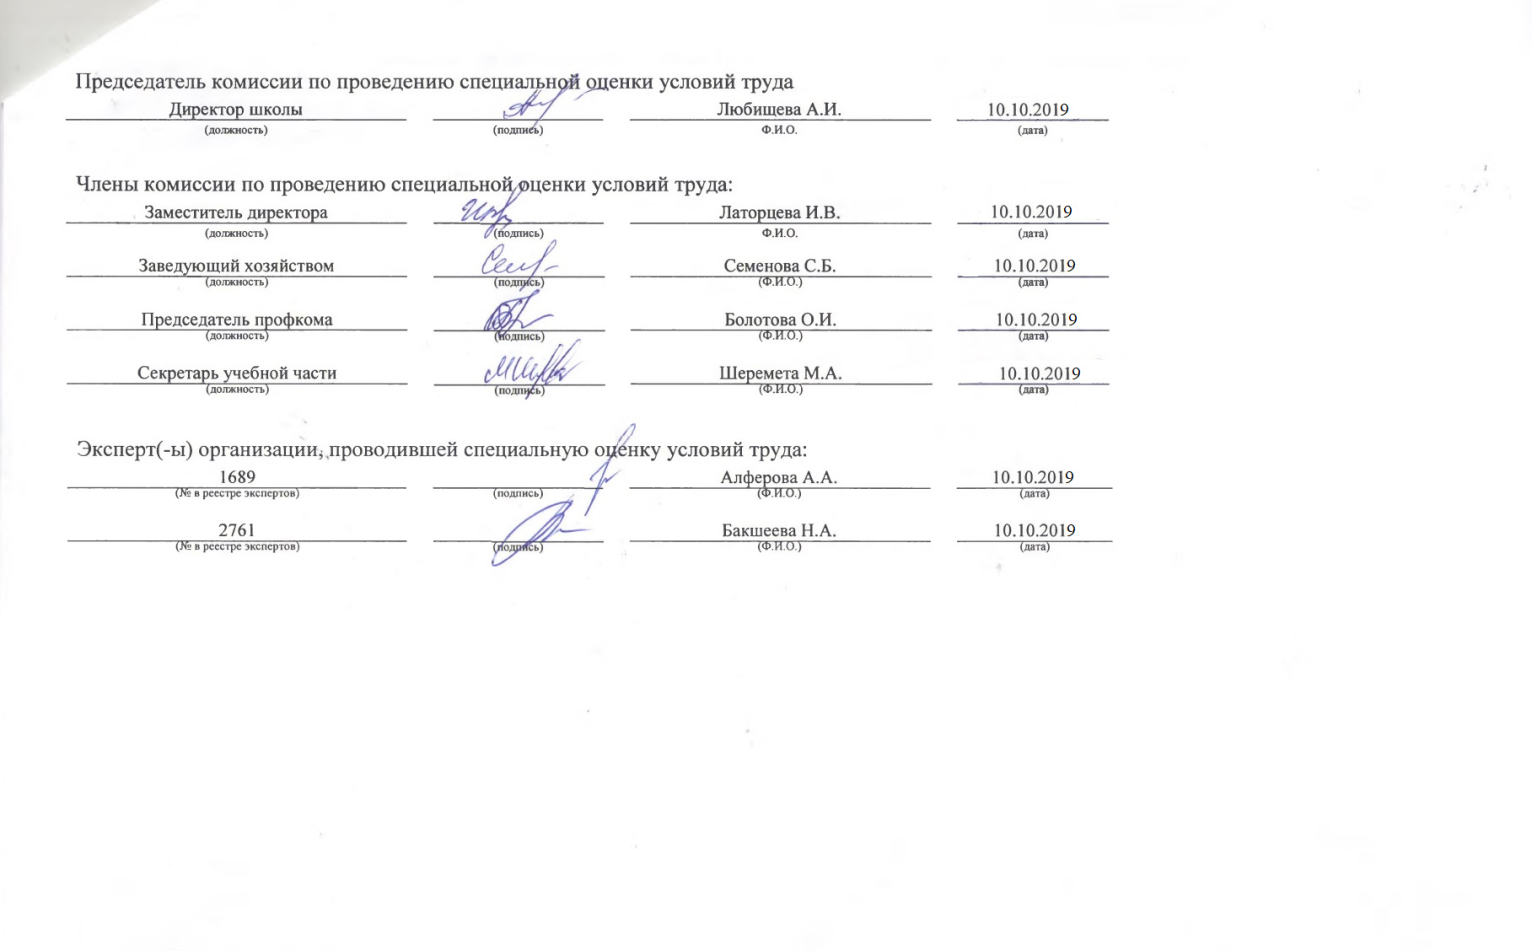 Председатель комиссии по проведению специальной оценки условий труда
Директор школы Любищева А.И. 10.10.2019
(должность) (подпись) Ф.И.О. (дата)
Члены комиссии по проведению специальной оценки условий труда:
Заместитель директора Латорцева И.В. 10.10.2019
(должность) (подпись) Ф.И.О. (дата)
Заведующий хозяйством Семенова С.Б. 10.10.2019
(должность) (подпись) (Ф.И.О.) (дата)
Председатель профкома Болотова О.И. 10.10.2019
(должность) (подпись) (Ф.И.О.) (дата)
Секретарь учебной части Шеремета М.А. 10.10.2019
(должность) (подпись) (Ф.И.О.) (дата)
Эксперт(-ы) организации, проводившей специальную оценку условий труда:
1689 Алферова А.А. 10.10.2019
(№ в реестре экспертов) (подпись) (Ф.И.О.) (дата)
2761 Бакшеева Н.А. 10.10.2019
(№ в реестре экспертов) (подпись) (Ф.И.О.) (дата)